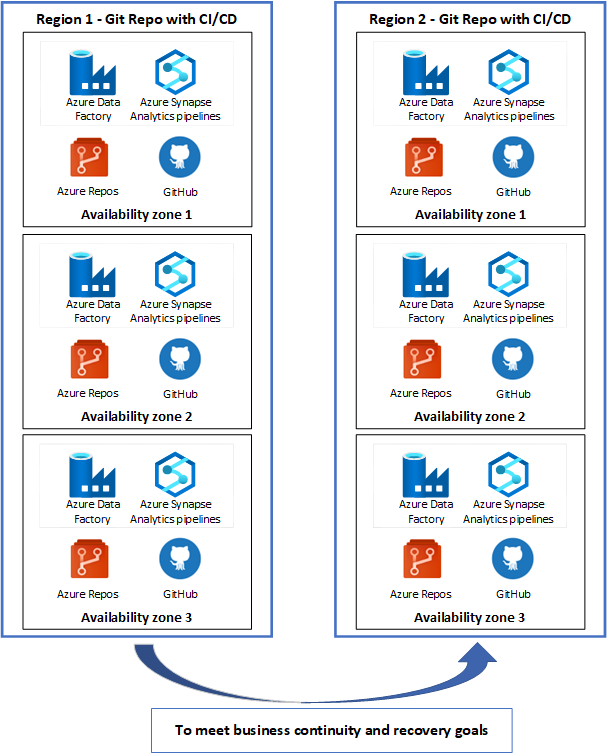 Region 1 - Git Repo with CI/CD
Azure Data
Factory
Azure Synapse
Analytics pipelines
Azure Repos
GitHub
Availability zone 1
Azure Data
Factory
Azure Synapse
Analytics pipelines
Azure Repos
GitHub
Availability zone 2
Azure Data
Factory
Azure Synapse
Analytics pipelines
Azure Repos
GitHub
Availability zone 3
Region 2 - Git Repo with CI/CD
Azure Data
Factory
Azure Synapse
Analytics pipelines
Azure Repos
GitHub
Availability zone 1
Azure Data
Factory
Azure Synapse
Analytics pipelines
Azure Repos
GitHub
Availability zone 2
Azure Data
Factory
Azure Synapse
Analytics pipelines
Azure Repos
GitHub
Availability zone 3
To meet business continuity and recovery goals